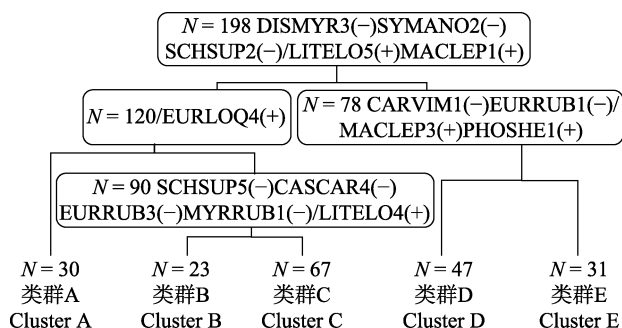 N = 198 DISMYR3(−)SYMANO2(−)
SCHSUP2(−)/LITELO5(+)MACLEP1(+)
N = 120/EURLOQ4(+)
N = 78 CARVIM1(−)EURRUB1(−)/
MACLEP3(+)PHOSHE1(+)
N = 90 SCHSUP5(−)CASCAR4(−)
EURRUB3(−)MYRRUB1(−)/LITELO4(+)
N = 30
类群A
Cluster A
N = 23
类群B
Cluster B
N = 67
类群C
Cluster C
N = 47
类群D
Cluster D
N = 31
类群E
Cluster E